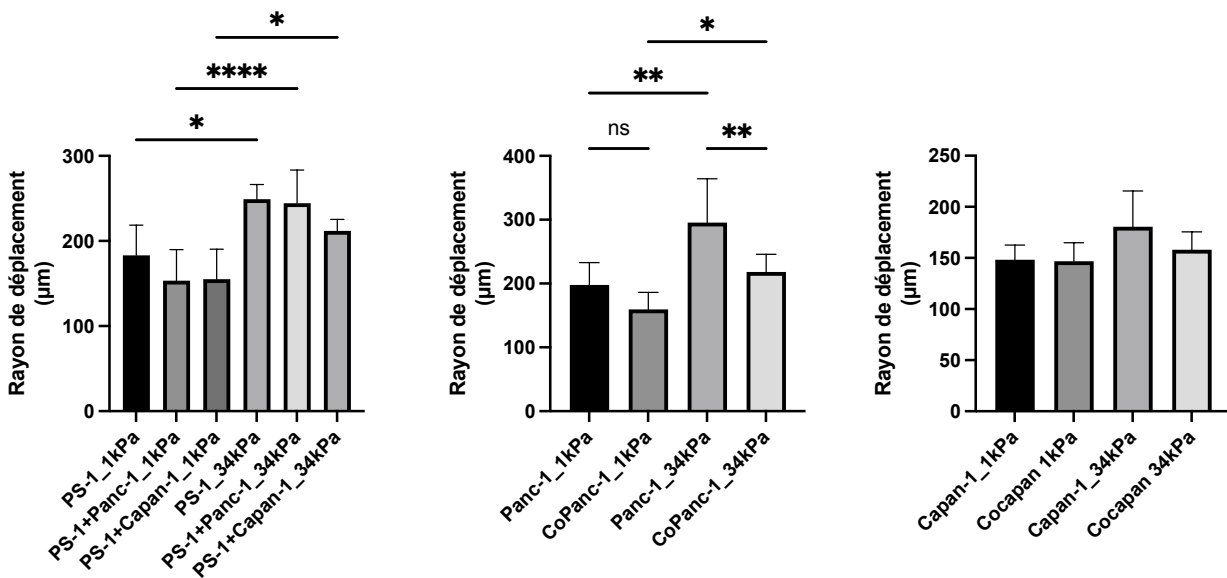 *
****
*
300
200
100
0
Rayon de déplacement
(µm)
PS-1_1kPa
PS-1+Panc-1_1kPa
PS-1+Capan-1_1kPa
PS-1_34kPa
PS-1+Panc-1_34kPa
PS-1+Capan-1_34kPa
*
**
ns
**
400
300
200
100
0
Rayon de déplacement
(µm)
Panc-1_1kPa
CoPanc-1_1kPa
Panc-1_34kPa
CoPanc-1_34kPa
250
200
150
100
50
0
Rayon de déplacement
(µm)
Capan-1_1kPa
Cocapan 1kPa
Capan-1_34kPa
Cocapan 34kPa